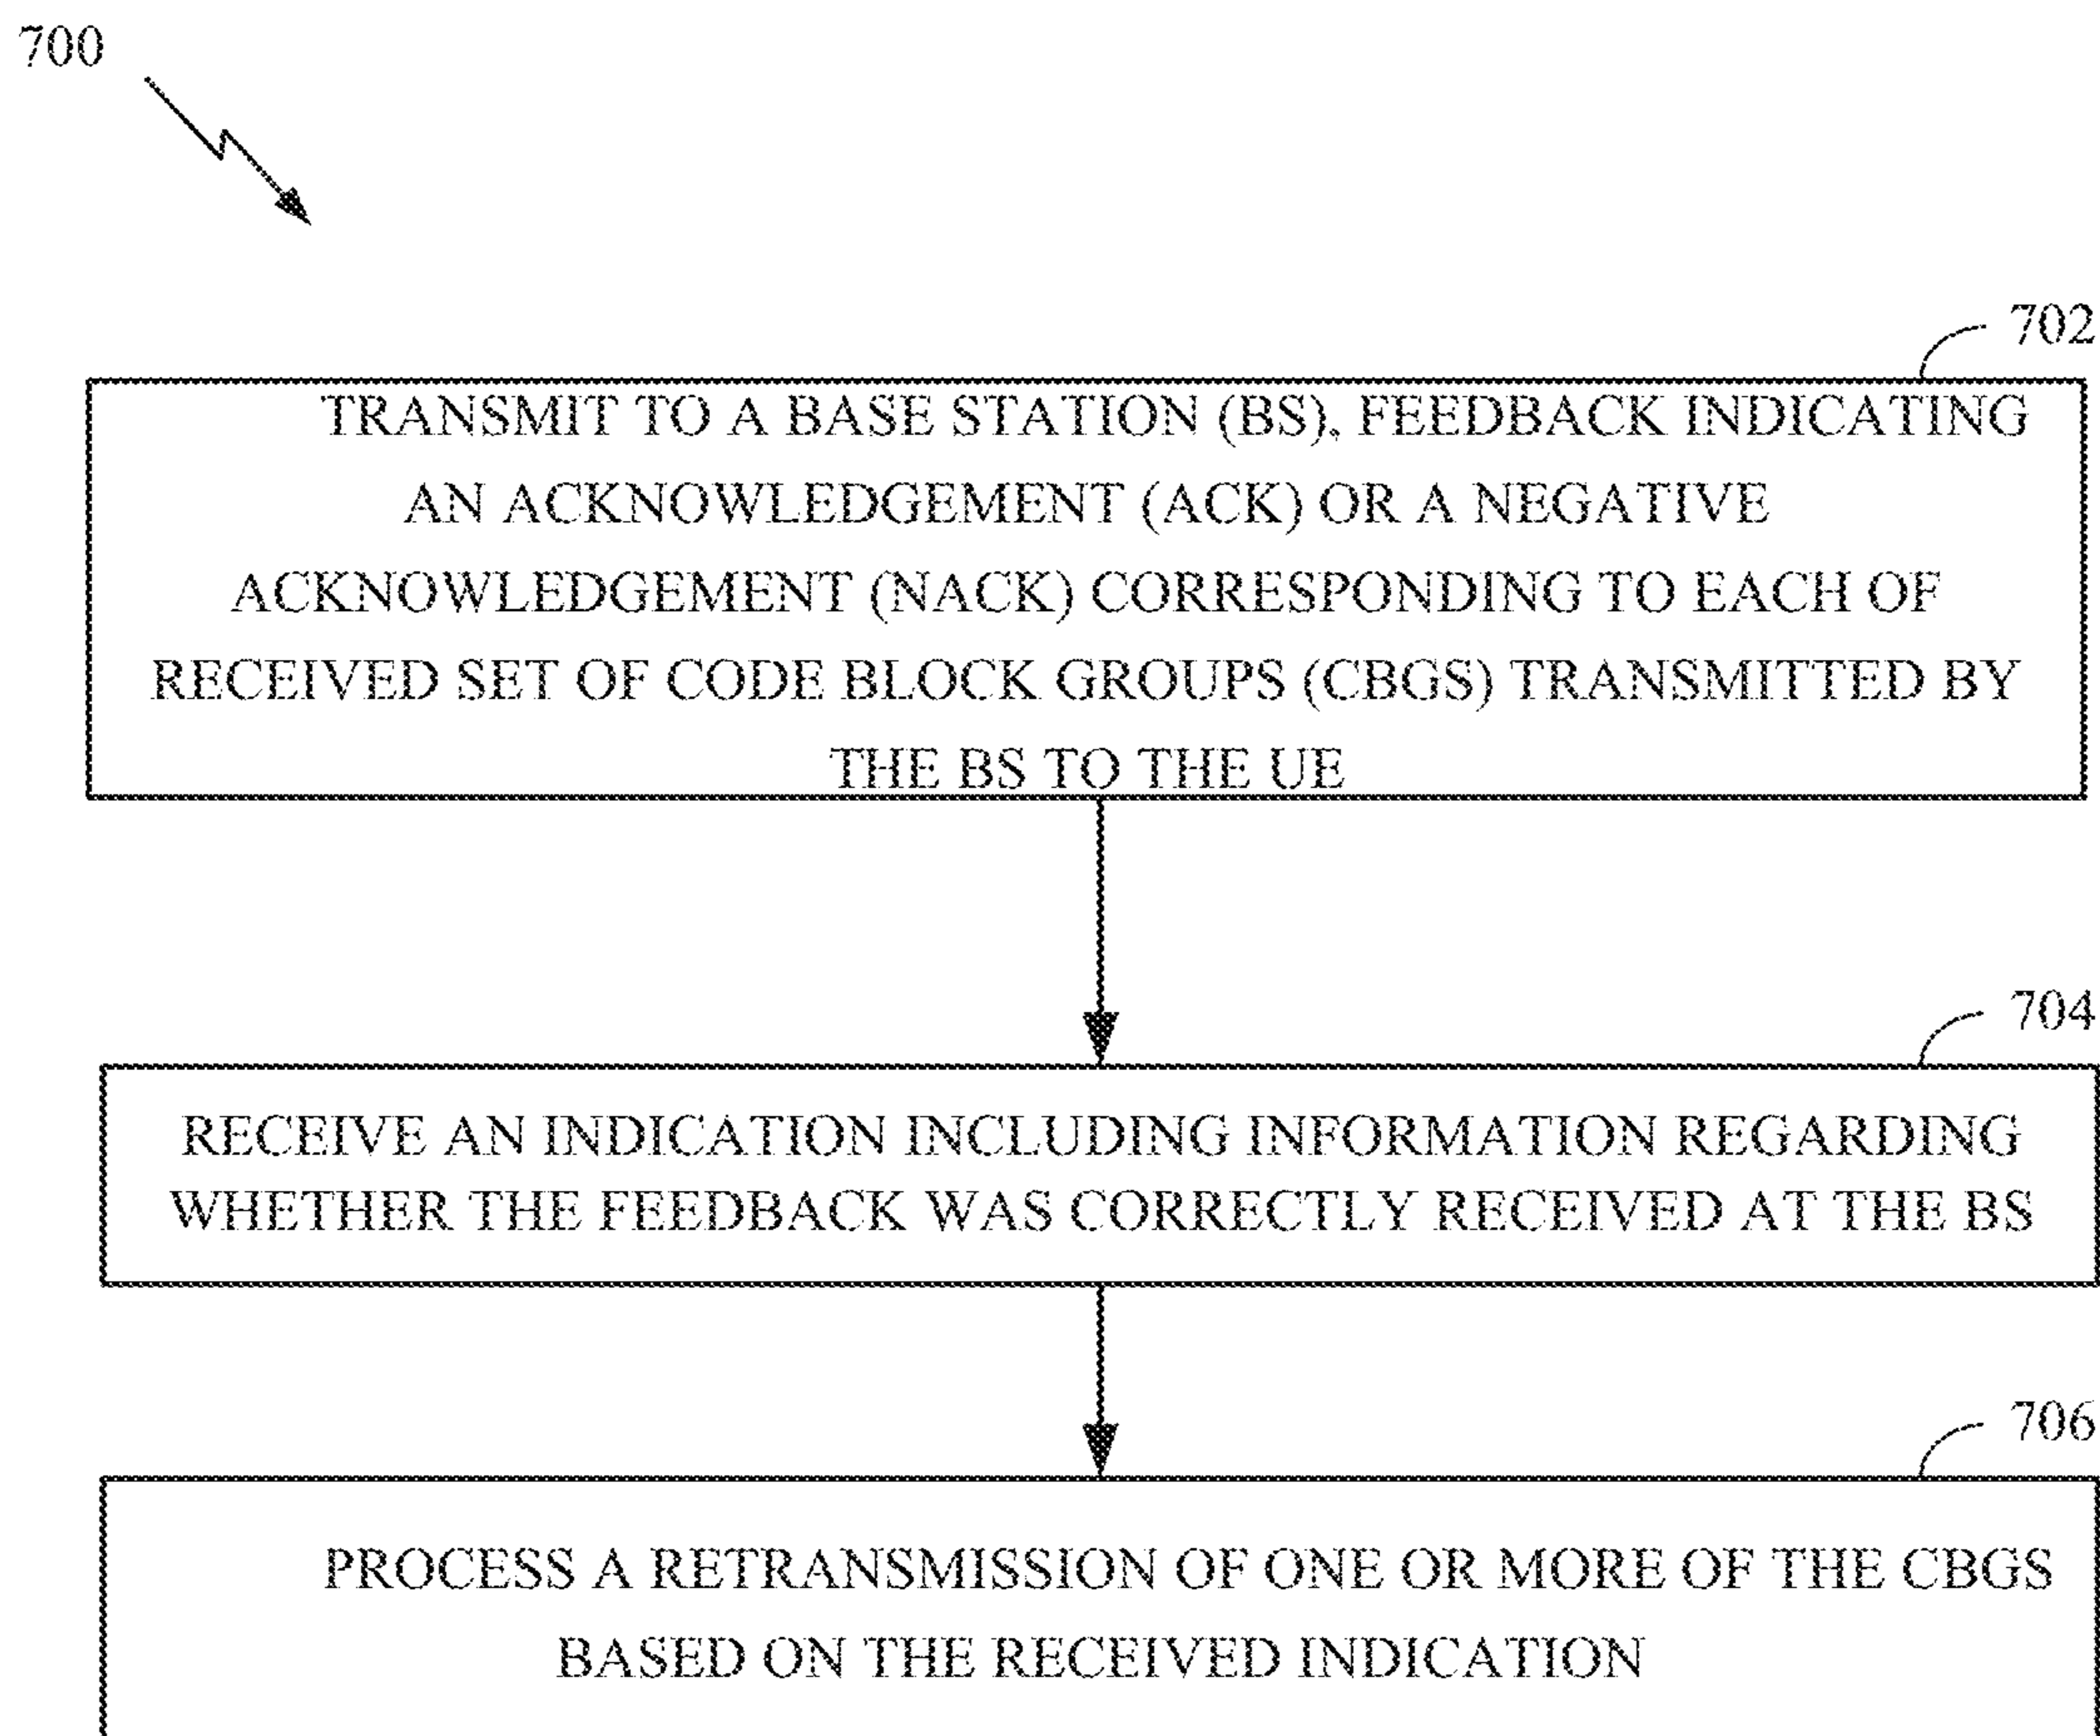 700
702
TRANSMIT TO A BASE STATION (BS), FEEDBACK INDICATING
AN ACKNOWLEDGEMENT (ACK) OR A NEGATIVE
ACKNOWLEDGEMENT (NACK) CORRESPONDING TO EACH OF
RECEIVED SET OF CODE BLOCK GROUPS (CBGS) TRANSMITTED BY
THE BS TO THE UE
704
RECEIVE AN INDICATION INCLUDING INFORMATION REGARDING
WHETHER THE FEEDBACK WAS CORRECTLY RECEIVED AT THE BS
706
PROCESS A RETRANSMISSION OF ONE OR MORE OF THE CBGS
BASED ON THE RECEIVED INDICATION